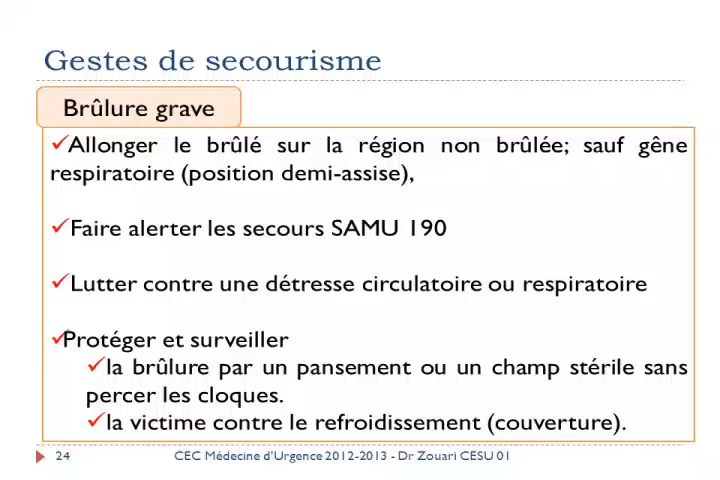 Gestes de secourisme
Brûlure grave
✓Allonger le brûlé sur la région non brûlée; sauf gêne
respiratoire (position demi-assise),
✓Faire alerter les secours SAMU 190
✓Lutter contre une détresse circulatoire ou respiratoire
✓Protéger et surveiller
✓la brûlure par un pansement ou un champ stérile sans
percer les cloques.
✓la victime contre le refroidissement (couverture).
24 CEC Médecine d'Urgence 2012-2013 - Dr Zouari CESU 01